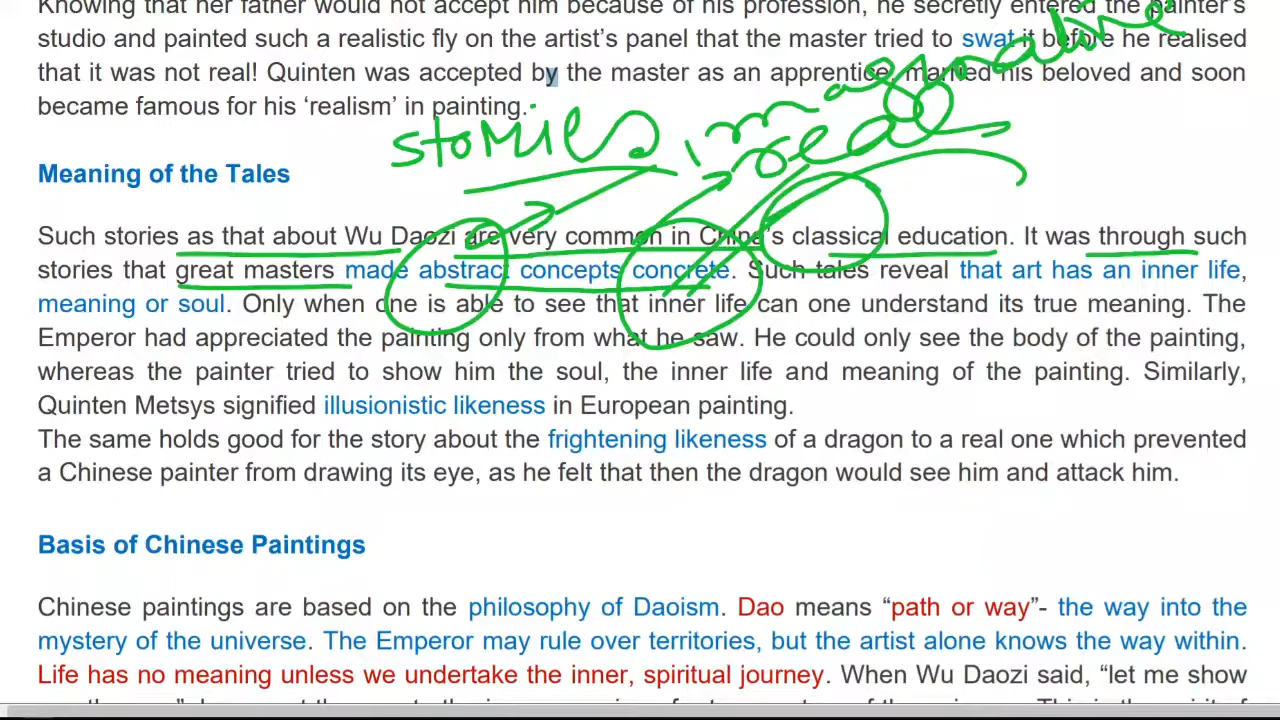 Knowing that her father would not accept him because of his profession, he secretly entered the painter's
studio and painted such a realistic fly on the artist's panel that the master tried to swat it before he realised
that it was not real! Quinten was accepted by the master as an apprentice, married his beloved and soon
became famous for his ‘realism’ in painting.
stories imaginative
real
Meaning of the Tales
Such stories as that about Wu Daozi are very common in China's classical education. It was through such
stories that great masters made abstract concepts concrete. Such tales reveal that art has an inner life,
meaning or soul. Only when one is able to see that inner life can one understand its true meaning. The
Emperor had appreciated the painting only from what he saw. He could only see the body of the painting,
whereas the painter tried to show him the soul, the inner life and meaning of the painting. Similarly,
Quinten Metsys signified illusionistic likeness in European painting.
The same holds good for the story about the frightening likeness of a dragon to a real one which prevented
a Chinese painter from drawing its eye, as he felt that then the dragon would see him and attack him.
Basis of Chinese Paintings
Chinese paintings are based on the philosophy of Daoism. Dao means “path or way”- the way into the
mystery of the universe. The Emperor may rule over territories, but the artist alone knows the way within.
Life has no meaning unless we undertake the inner, spiritual journey. When Wu Daozi said, “let me show